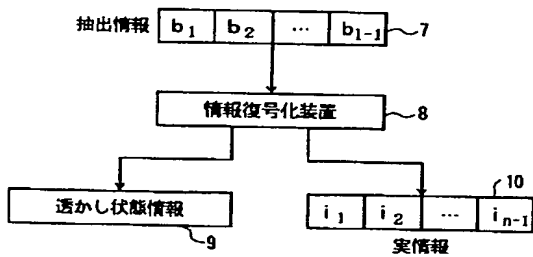 抽出情報 b1 b2 … bl-1 7
情報復号化装置 8
10
透かし状態情報 i1 i2 … in-1
9 実情報